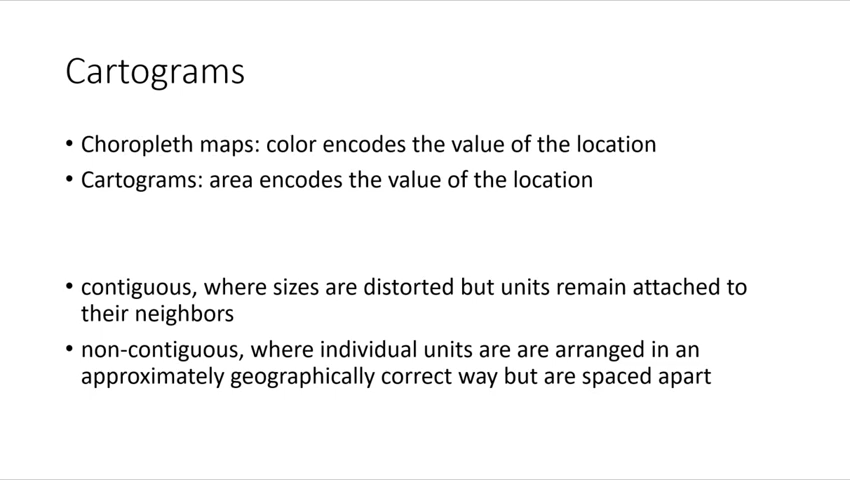 Cartograms
• Choropleth maps: color encodes the value of the location
• Cartograms: area encodes the value of the location
• contiguous, where sizes are distorted but units remain attached to
their neighbors
• non-contiguous, where individual units are are arranged in an
approximately geographically correct way but are spaced apart